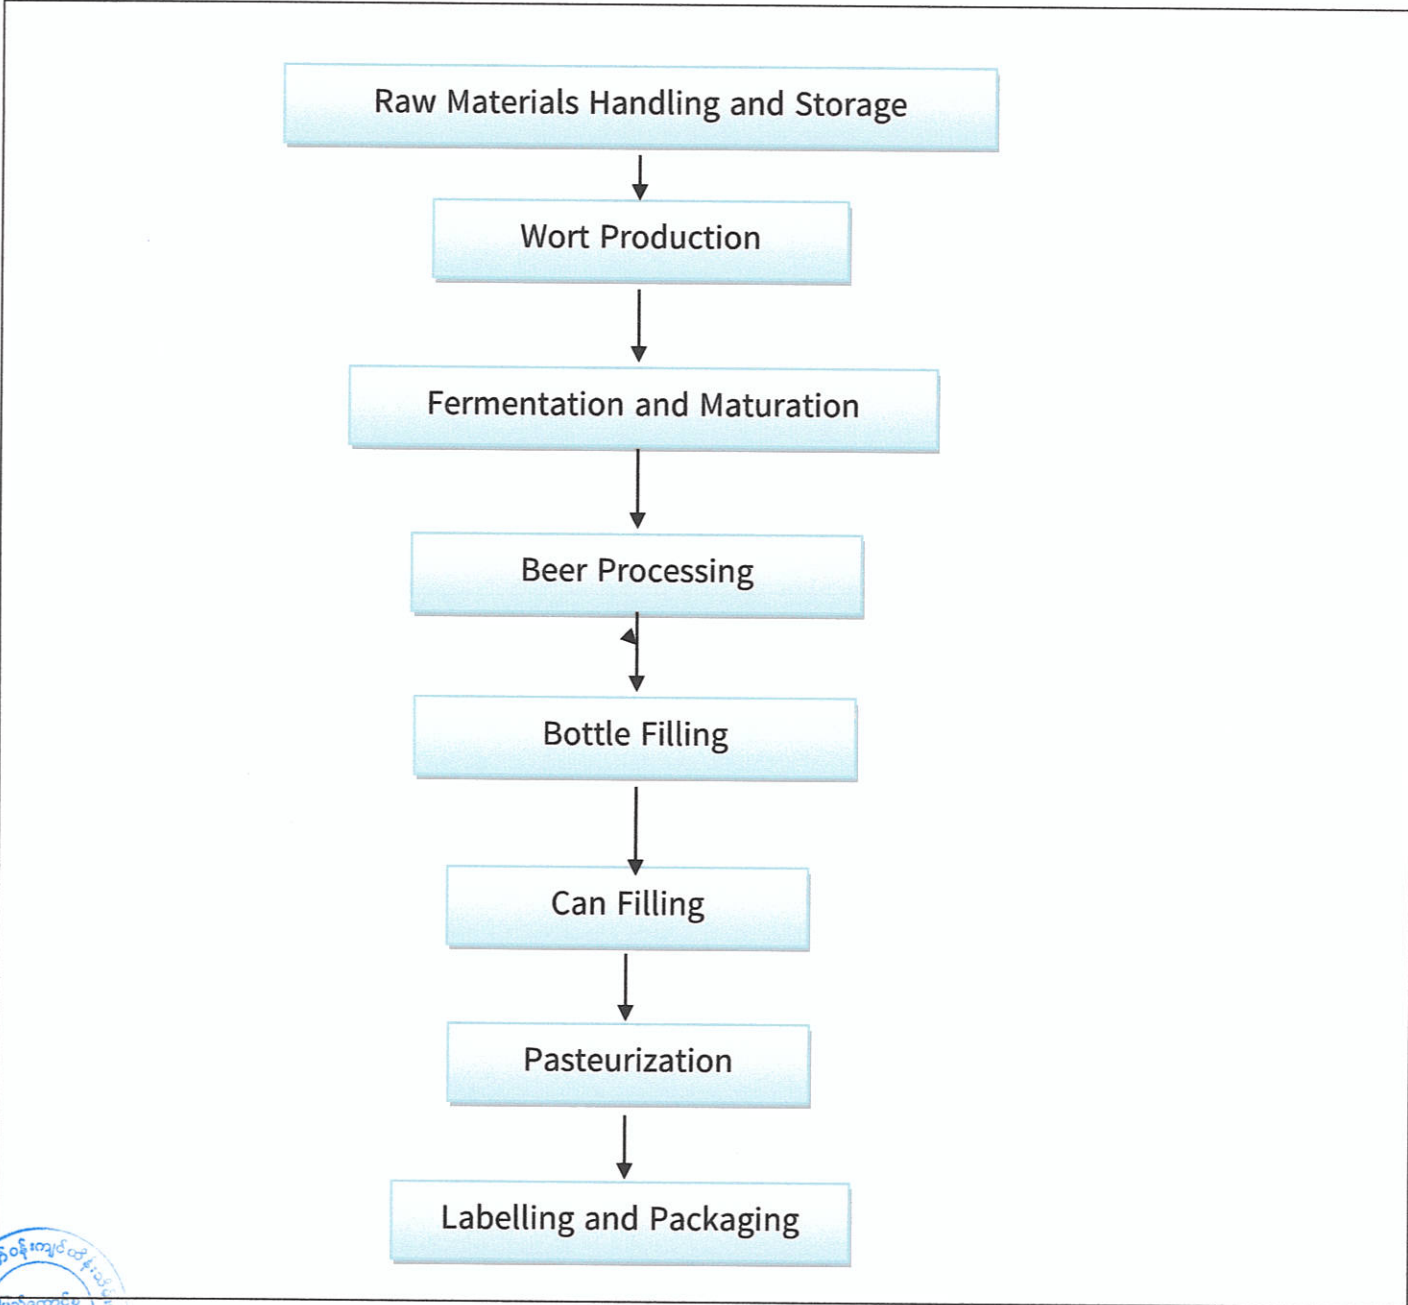 Raw Materials Handling and Storage
Wort Production
Fermentation and Maturation
Beer Processing
Bottle Filling
Can Filling
Pasteurization
Labelling and Packaging